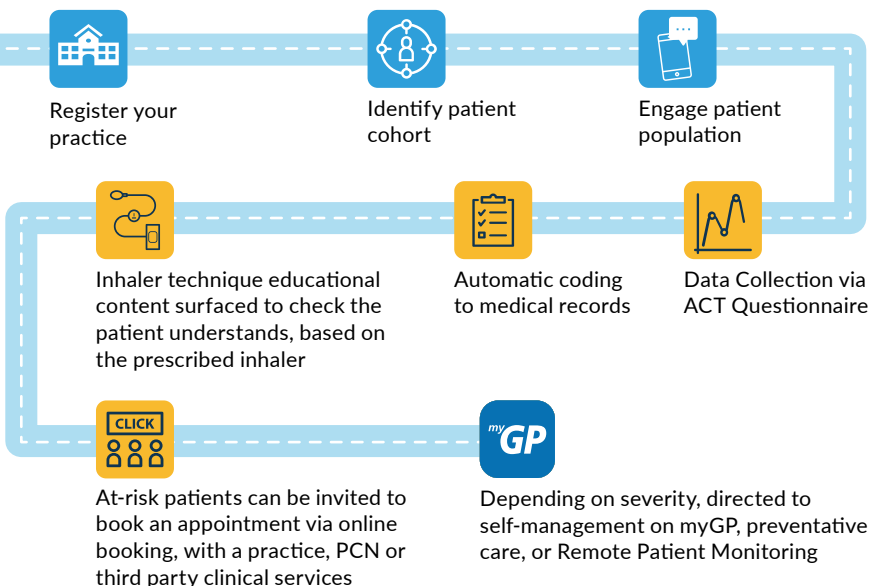 Register your
practice
Identify patient
cohort
Engage patient
population
Data Collection via
ACT Questionnaire
Automatic coding
to medical records
Inhaler technique educational
content surfaced to check the
patient understands, based on
the prescribed inhaler
CLICK
At-risk patients can be invited to
book an appointment via online
booking, with a practice, PCN or
third party clinical services
myGP
Depending on severity, directed to
self-management on myGP, preventative
care, or Remote Patient Monitoring